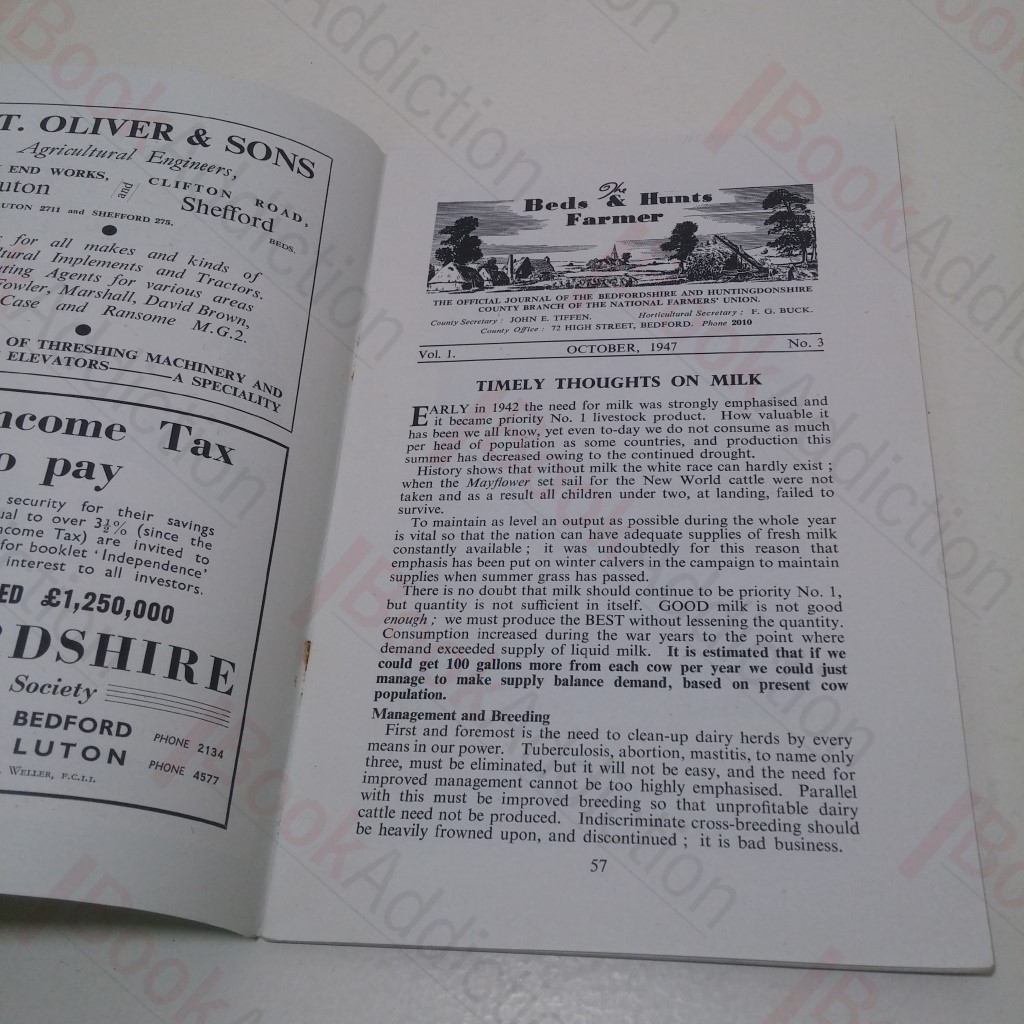 T. OLIVER & SONS
Agricultural Engineers,
END WORKS, and CLIFTON ROAD,
uton Shefford
UTON 2711 and SHEFFORD 275. BEDS.
s for all makes and kinds of
ltural Implements and Tractors.
uting Agents for various areas
Fowler, Marshall, David Brown,
Case and Ransome M.G.2.
OF THRESHING MACHINERY AND
ELEVATORS A SPECIALITY
ncome Tax
o pay
security for their savings
ual to over 3½% (since the
ncome Tax) are invited to
for booklet 'Independence'
interest to all investors.
ED £1,250,000
RDSHIRE
Society
BEDFORD PHONE 2134
LUTON PHONE 4577
WELLER, F.C.I.I.
The
Beds & Hunts
Farmer
THE OFFICIAL JOURNAL OF THE BEDFORDSHIRE AND HUNTINGDONSHIRE
COUNTY BRANCH OF THE NATIONAL FARMERS' UNION.
County Secretary : JOHN E. TIFFEN. Horticultural Secretary : F. G. BUCK.
County Office : 72 HIGH STREET, BEDFORD. Phone 2010
Vol. 1. OCTOBER, 1947 No. 3
TIMELY THOUGHTS ON MILK
EARLY in 1942 the need for milk was strongly emphasised and
it became priority No. 1 livestock product. How valuable it
has been we all know, yet even to-day we do not consume as much
per head of population as some countries, and production this
summer has decreased owing to the continued drought.
History shows that without milk the white race can hardly exist ;
when the Mayflower set sail for the New World cattle were not
taken and as a result all children under two, at landing, failed to
survive.
To maintain as level an output as possible during the whole year
is vital so that the nation can have adequate supplies of fresh milk
constantly available ; it was undoubtedly for this reason that
emphasis has been put on winter calvers in the campaign to maintain
supplies when summer grass has passed.
There is no doubt that milk should continue to be priority No. 1,
but quantity is not sufficient in itself. GOOD milk is not good
enough ; we must produce the BEST without lessening the quantity.
Consumption increased during the war years to the point where
demand exceeded supply of liquid milk. It is estimated that if we
could get 100 gallons more from each cow per year we could just
manage to make supply balance demand, based on present cow
population.
Management and Breeding
First and foremost is the need to clean-up dairy herds by every
means in our power. Tuberculosis, abortion, mastitis, to name only
three, must be eliminated, but it will not be easy, and the need for
improved management cannot be too highly emphasised. Parallel
with this must be improved breeding so that unprofitable dairy
cattle need not be produced. Indiscriminate cross-breeding should
be heavily frowned upon, and discontinued ; it is bad business.
57
BookAddiction